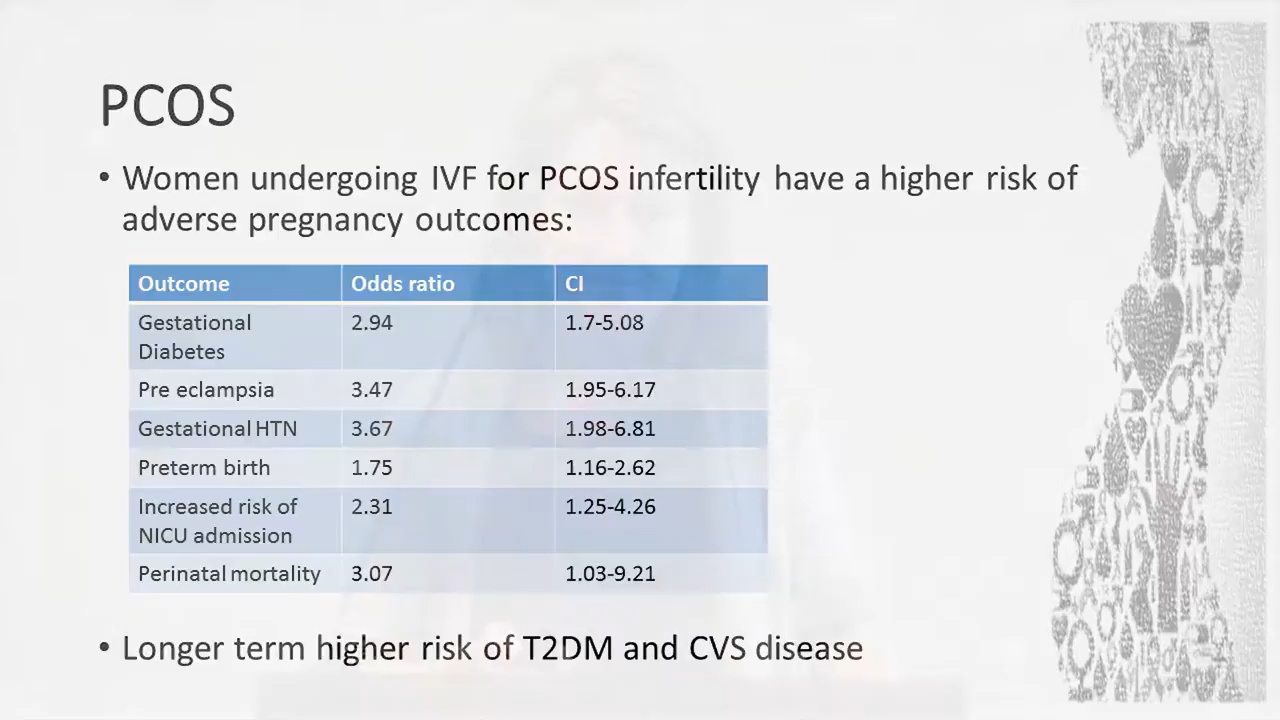 PCOS
• Women undergoing IVF for PCOS infertility have a higher risk of
adverse pregnancy outcomes:
Outcome Odds ratio CI
Gestational Diabetes 2.94 1.7-5.08
Pre eclampsia 3.47 1.95-6.17
Gestational HTN 3.67 1.98-6.81
Preterm birth 1.75 1.16-2.62
Increased risk of NICU admission 2.31 1.25-4.26
Perinatal mortality 3.07 1.03-9.21
• Longer term higher risk of T2DM and CVS disease